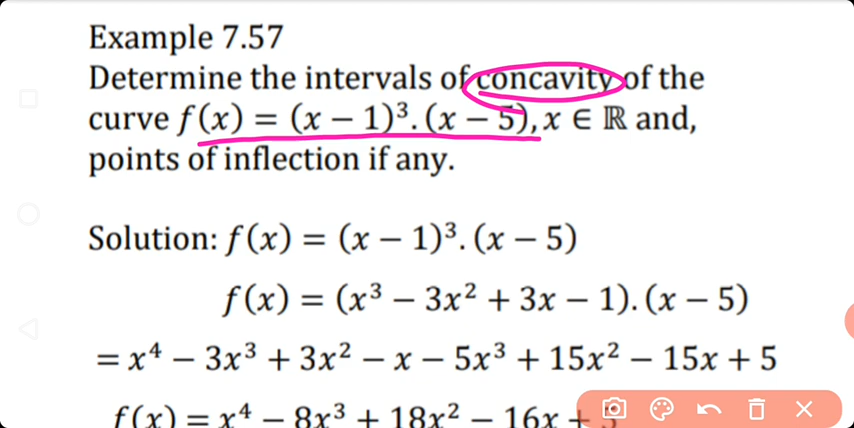 Example 7.57
Determine the intervals of concavity of the
curve f(x) = (x − 1)³. (x − 5), x ∈ ℝ and,
points of inflection if any.
Solution: f(x) = (x − 1)³. (x − 5)
f(x) = (x³ − 3x² + 3x − 1). (x − 5)
= x⁴ − 3x³ + 3x² − x − 5x³ + 15x² − 15x + 5
f(x) = x⁴ − 8x³ + 18x² − 16x + 5